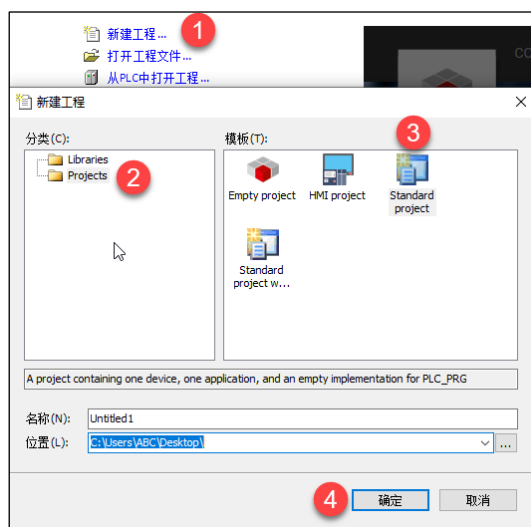 新建工程... 1
打开工程文件...
从PLC中打开工程...
新建工程
分类(C):
Libraries
Projects 2
模板(T):
3
Empty project
HMI project
Standard
project
Standard
project w...
A project containing one device, one application, and an empty implementation for PLC_PRG
名称(N): Untitled1
位置(L): C:\Users\ABC\Desktop\ ...
4 确定 取消